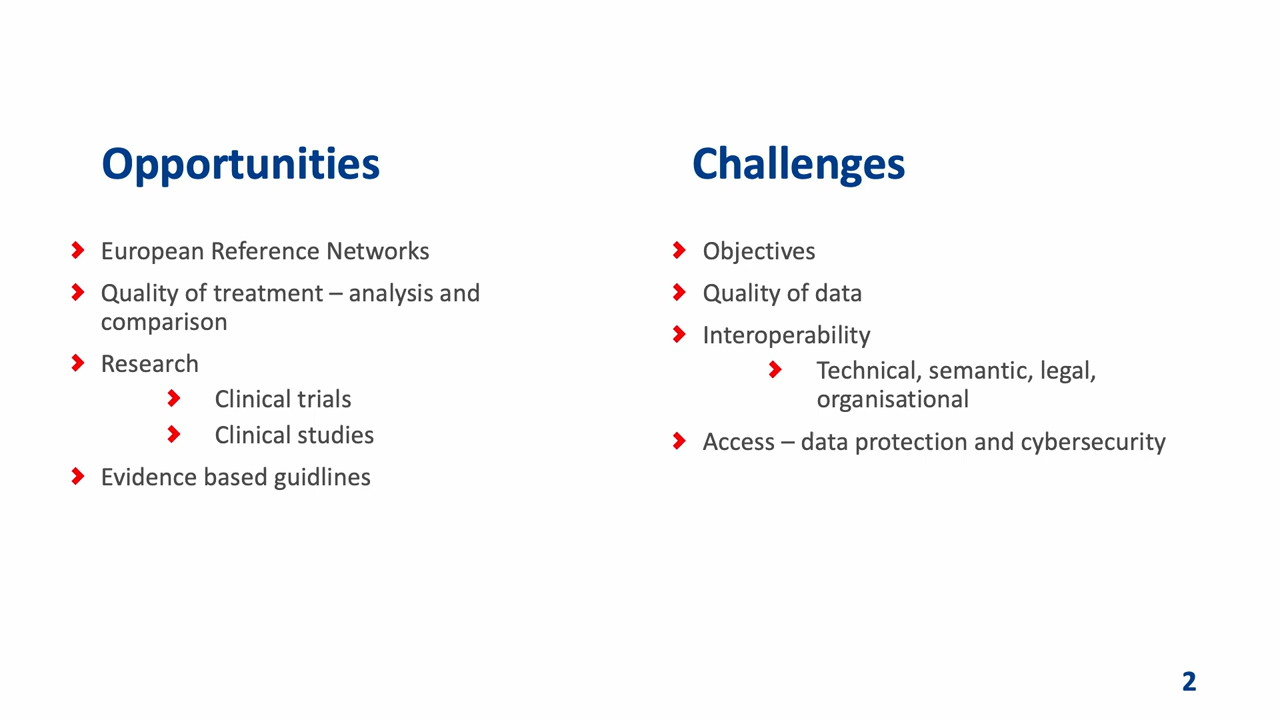 Opportunities
European Reference Networks
Quality of treatment – analysis and
comparison
Research
Clinical trials
Clinical studies
Evidence based guidlines
Challenges
Objectives
Quality of data
Interoperability
Technical, semantic, legal,
organisational
Access – data protection and cybersecurity
2